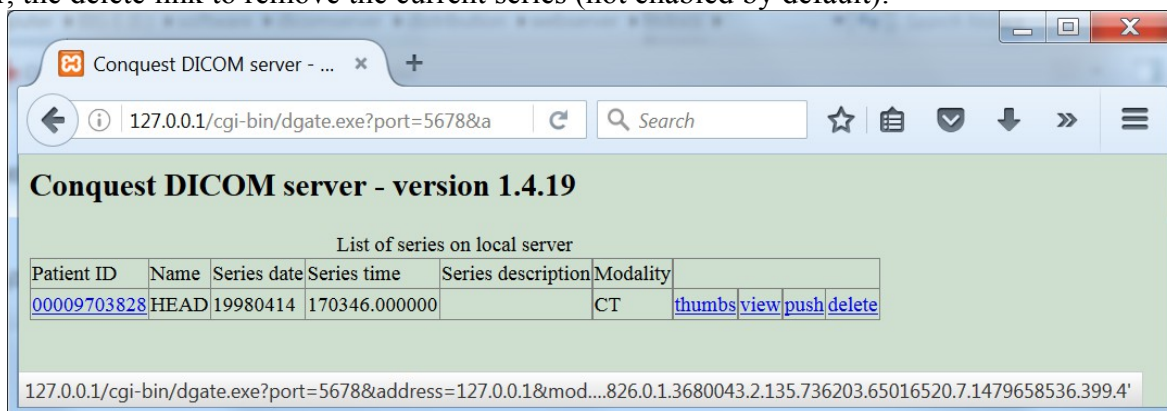 the delete link to remove the current series (not enabled by default).
Conquest DICOM server - ... × +
127.0.0.1/cgi-bin/dgate.exe?port=5678&a Search
Conquest DICOM server - version 1.4.19
List of series on local server
Patient ID Name Series date Series time Series description Modality
00009703828 HEAD 19980414 170346.000000 CT thumbs view push delete
127.0.0.1/cgi-bin/dgate.exe?port=5678&address=127.0.0.1&mod....826.0.1.3680043.2.135.736203.65016520.7.1479658536.399.4'